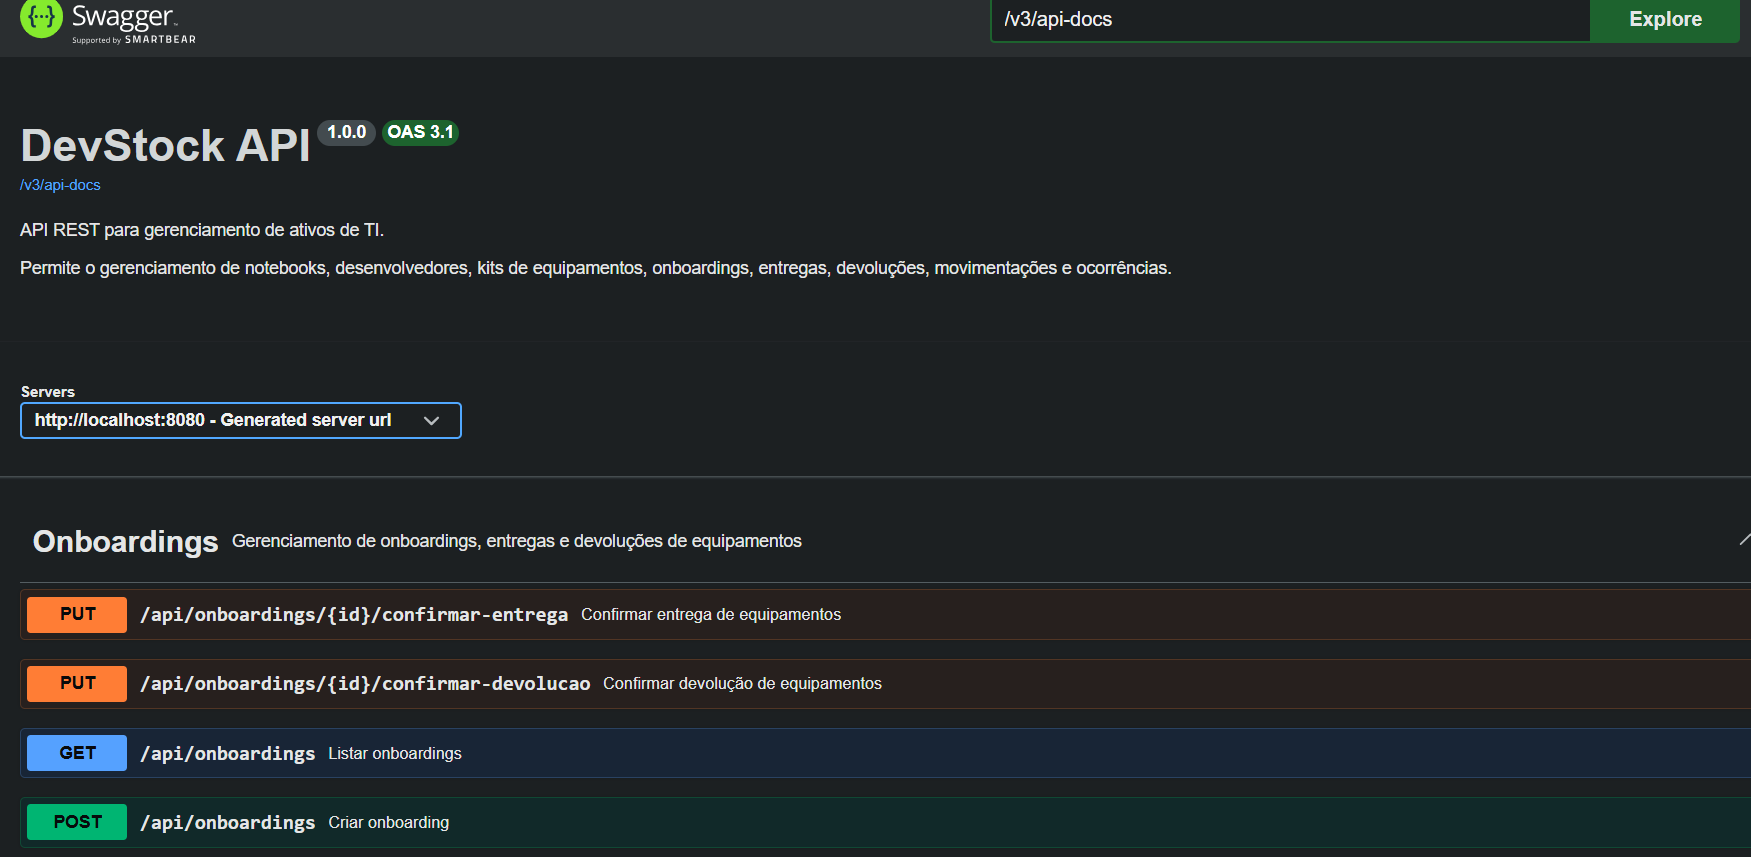 {···} Swagger
Supported by SMARTBEAR
/v3/api-docs
Explore
DevStock API 1.0.0 OAS 3.1
/v3/api-docs
API REST para gerenciamento de ativos de TI.
Permite o gerenciamento de notebooks, desenvolvedores, kits de equipamentos, onboardings, entregas, devoluções, movimentações e ocorrências.
Servers
http://localhost:8080 - Generated server url
Onboardings Gerenciamento de onboardings, entregas e devoluções de equipamentos
PUT /api/onboardings/{id}/confirmar-entrega Confirmar entrega de equipamentos
PUT /api/onboardings/{id}/confirmar-devolucao Confirmar devolução de equipamentos
GET /api/onboardings Listar onboardings
POST /api/onboardings Criar onboarding